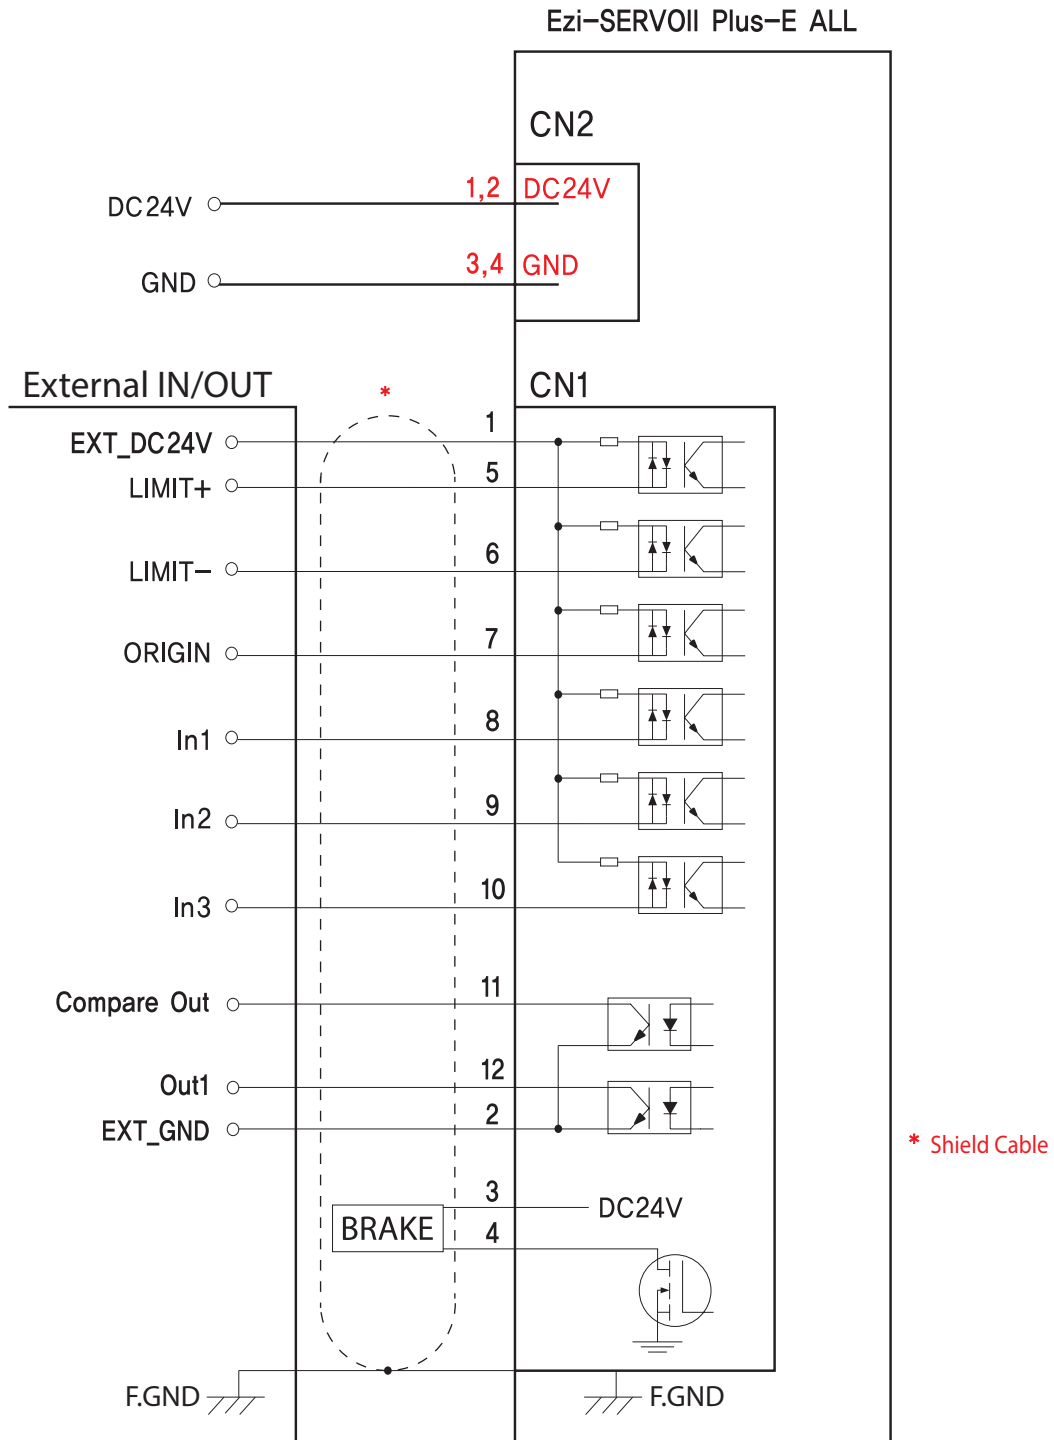 Ezi-SERVOII Plus-E ALL
CN2
DC24V 1,2 DC24V
GND 3,4 GND
External IN/OUT * CN1
EXT_DC24V 1
LIMIT+ 5
LIMIT- 6
ORIGIN 7
In1 8
In2 9
In3 10
Compare Out 11
Out1 12
EXT_GND 2
* Shield Cable
3 DC24V
BRAKE 4
F.GND F.GND